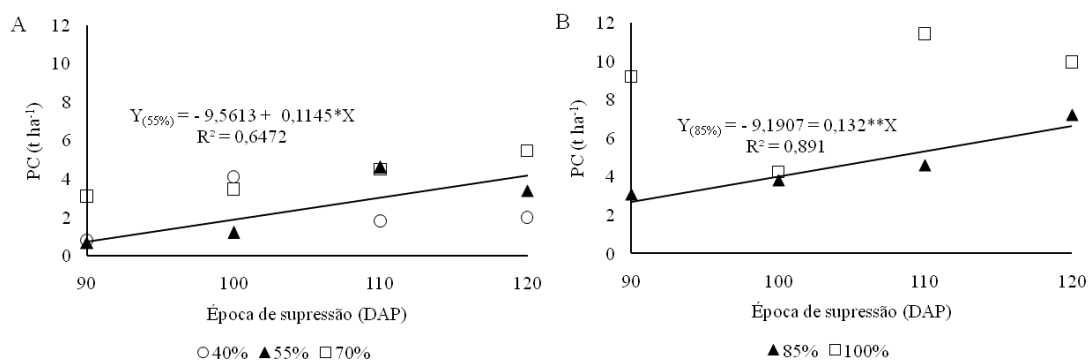 A
PC (t ha⁻¹)
12
10
8
6
4
2
0
Y(55%) = - 9,5613 + 0,1145*X
R² = 0,6472
90 100 110 120
Época de supressão (DAP)
○40% ▲55% □70%
B
PC (t ha⁻¹)
12
10
8
6
4
2
0
Y(85%) = - 9,1907 = 0,132**X
R² = 0,891
90 100 110 120
Época de supressão (DAP)
▲85% □100%